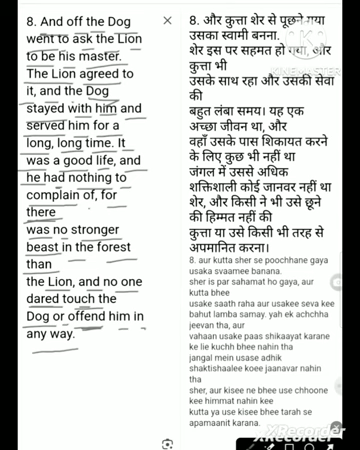 8. And off the Dog
went to ask the Lion
to be his master.
The Lion agreed to
it, and the Dog
stayed with him and
served him for a
long, long time. It
was a good life, and
he had nothing to
complain of, for
there
was no stronger
beast in the forest
than
the Lion, and no one
dared touch the
Dog or offend him in
any way.
8. और कुत्ता शेर से पूछने गया
उसका स्वामी बनना.
शेर इस पर सहमत हो गया, और
कुत्ता भी
उसके साथ रहा और उसकी सेवा
की
बहुत लंबा समय। यह एक
अच्छा जीवन था, और
वहाँ उसके पास शिकायत करने
के लिए कुछ भी नहीं था
जंगल में उससे अधिक
शक्तिशाली कोई जानवर नहीं था
शेर, और किसी ने भी उसे छूने
की हिम्मत नहीं की
कुत्ता या उसे किसी भी तरह से
अपमानित करना।
8. aur kutta sher se poochhane gaya
usaka svaamee banana.
sher is par sahamat ho gaya, aur
kutta bhee
usake saath raha aur usakee seva kee
bahut lamba samay. yah ek achchha
jeevan tha, aur
vahaan usake paas shikaayat karane
ke lie kuchh bhee nahin tha
jangal mein usase adhik
shaktishaalee koee jaanavar nahin
tha
sher, aur kisee ne bhee use chhoone
kee himmat nahin kee
kutta ya use kisee bhee tarah se
apamaanit karana.
KINEMASTER
XRECORDER